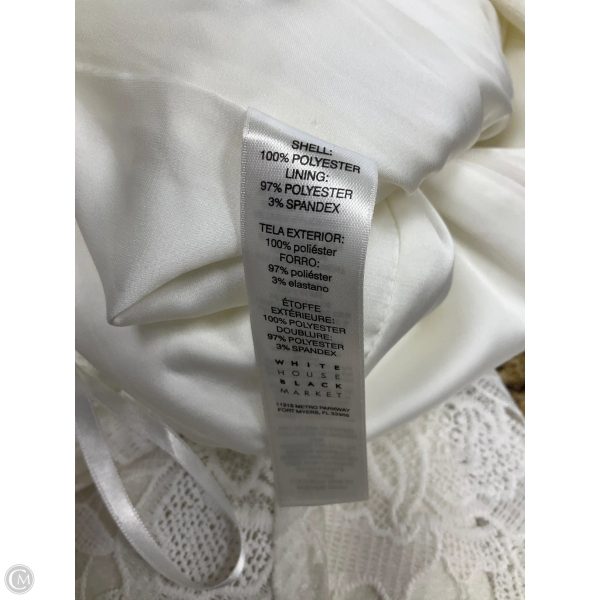 SHELL:
100% POLYESTER
LINING:
97% POLYESTER
3% SPANDEX
TELA EXTERIOR:
100% poliéster
FORRO:
97% poliéster
3% elastano
ÉTOFFE
EXTÉRIEURE:
100% POLYESTER
DOUBLURE:
97% POLYESTER
3% SPANDEX
WHITE
HOUSE
BLACK
MARKET
11215 METRO PARKWAY
FORT MYERS, FL 33966
CM